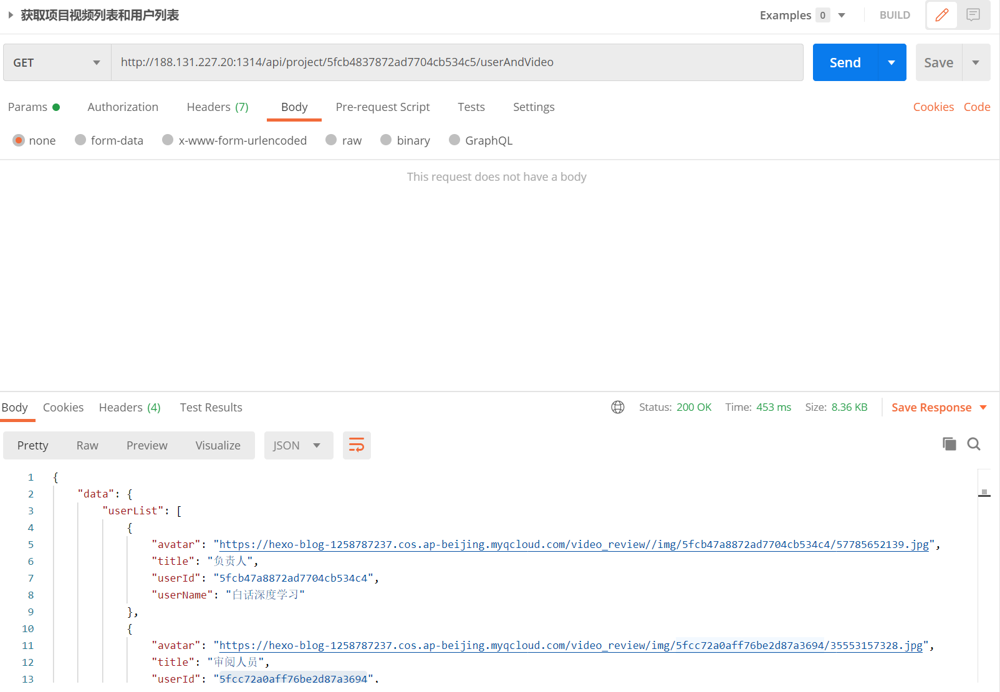 获取项目视频列表和用户列表 Examples 0 BUILD
GET http://188.131.227.20:1314/api/project/5fcb4837872ad7704cb534c5/userAndVideo Send Save
Params Authorization Headers (7) Body Pre-request Script Tests Settings Cookies Code
none form-data x-www-form-urlencoded raw binary GraphQL
This request does not have a body
Body Cookies Headers (4) Test Results Status: 200 OK Time: 453 ms Size: 8.36 KB Save Response
Pretty Raw Preview Visualize JSON
1 {
2 "data": {
3 "userList": [
4 {
5 "avatar": "https://hexo-blog-1258787237.cos.ap-beijing.myqcloud.com/video_review//img/5fcb47a8872ad7704cb534c4/57785652139.jpg",
6 "title": "负责人",
7 "userId": "5fcb47a8872ad7704cb534c4",
8 "userName": "白话深度学习"
9 },
10 {
11 "avatar": "https://hexo-blog-1258787237.cos.ap-beijing.myqcloud.com/video_review/img/5fcc72a0aff76be2d87a3694/35553157328.jpg",
12 "title": "审阅人员",
13 "userId": "5fcc72a0aff76be2d87a3694",